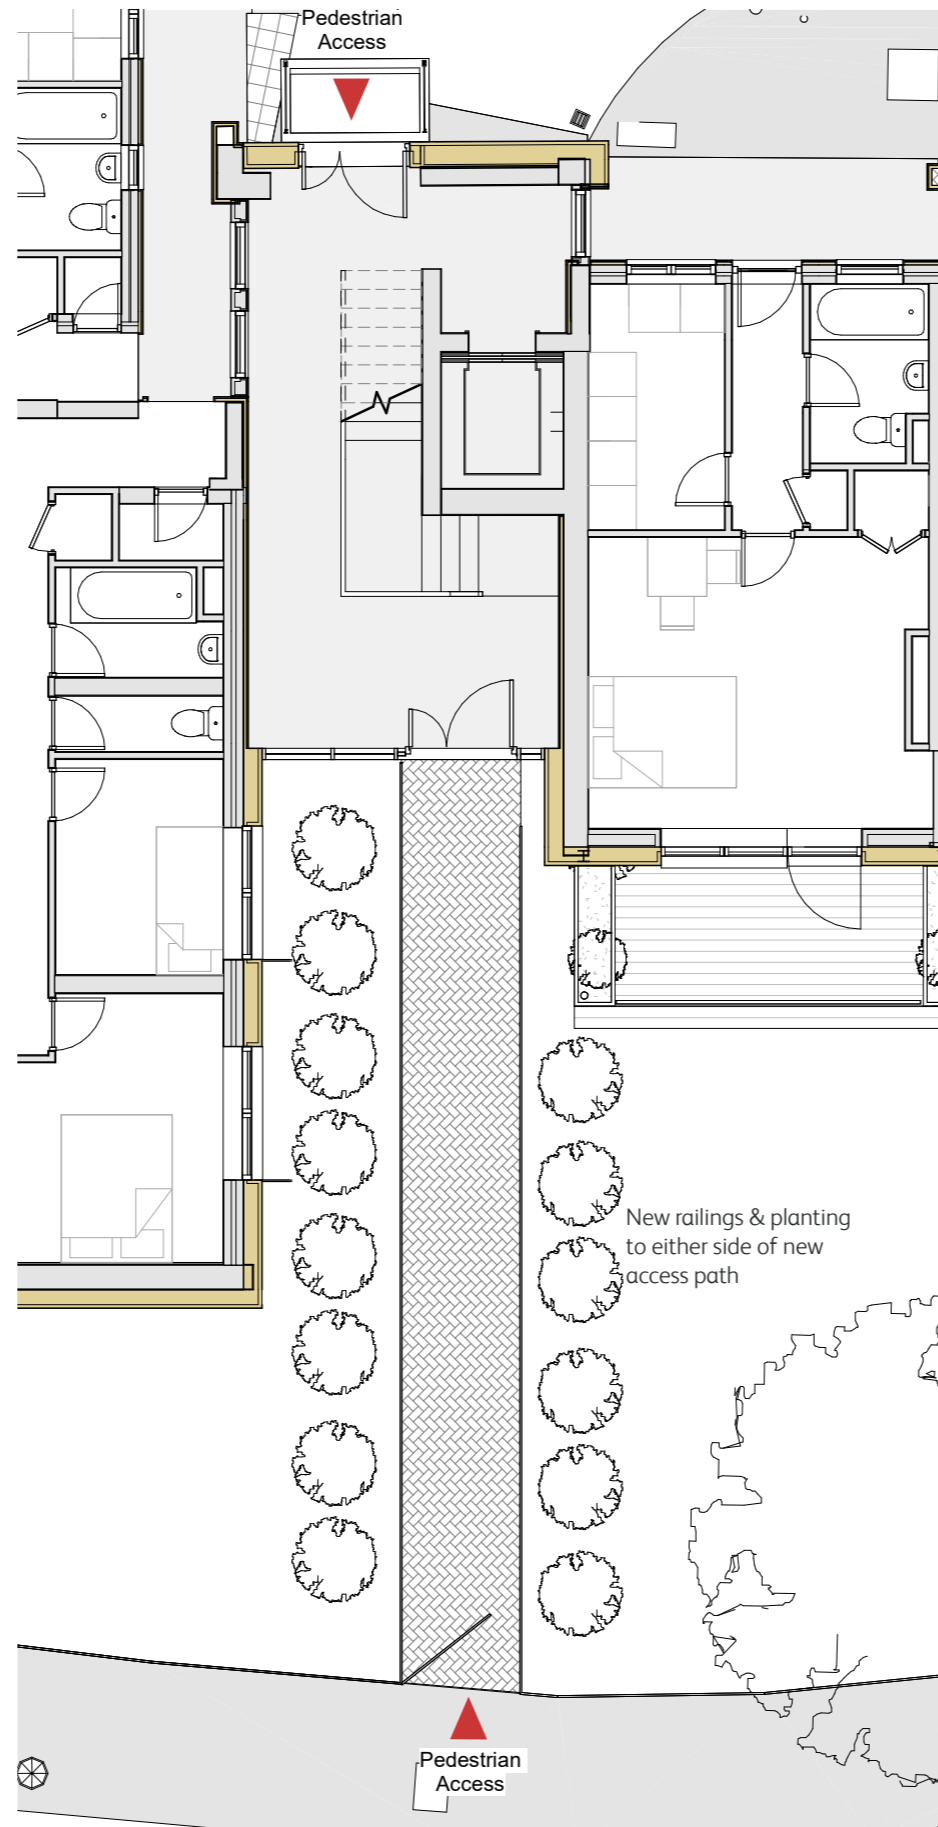 Pedestrian
Access
New railings & planting
to either side of new
access path
Pedestrian
Access